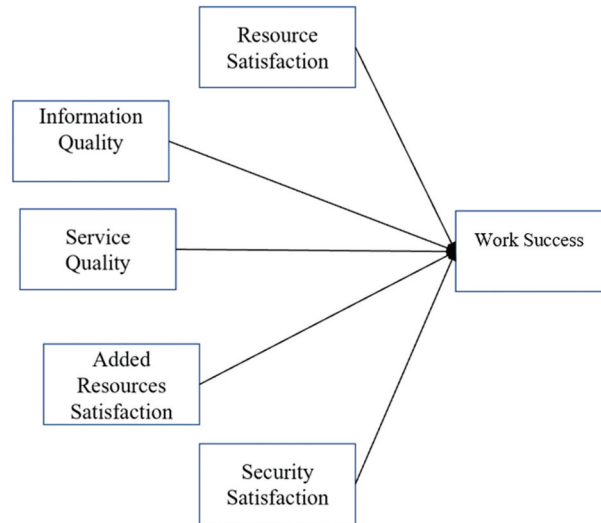 Resource
Satisfaction
Information
Quality
Service
Quality
Work Success
Added
Resources
Satisfaction
Security
Satisfaction